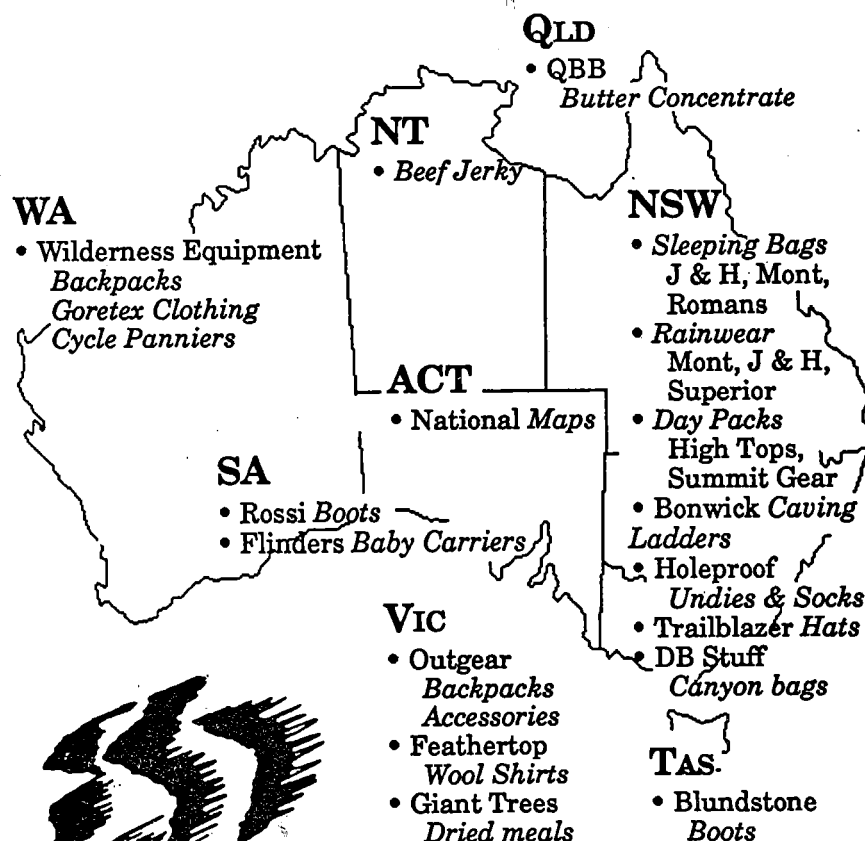 QLD
• QBB
Butter Concentrate
NT
• Beef Jerky
WA
• Wilderness Equipment
Backpacks
Goretex Clothing
Cycle Panniers
NSW
• Sleeping Bags
J & H, Mont,
Romans
• Rainwear
Mont, J & H,
Superior
• Day Packs
High Tops,
Summit Gear
• Bonwick Caving
Ladders
• Holeproof
Undies & Socks
• Trailblazer Hats
• DB Stuff
Canyon bags
ACT
• National Maps
SA
• Rossi Boots
• Flinders Baby Carriers
VIC
• Outgear
Backpacks
Accessories
• Feathertop
Wool Shirts
• Giant Trees
Dried meals
TAS.
• Blundstone
Boots